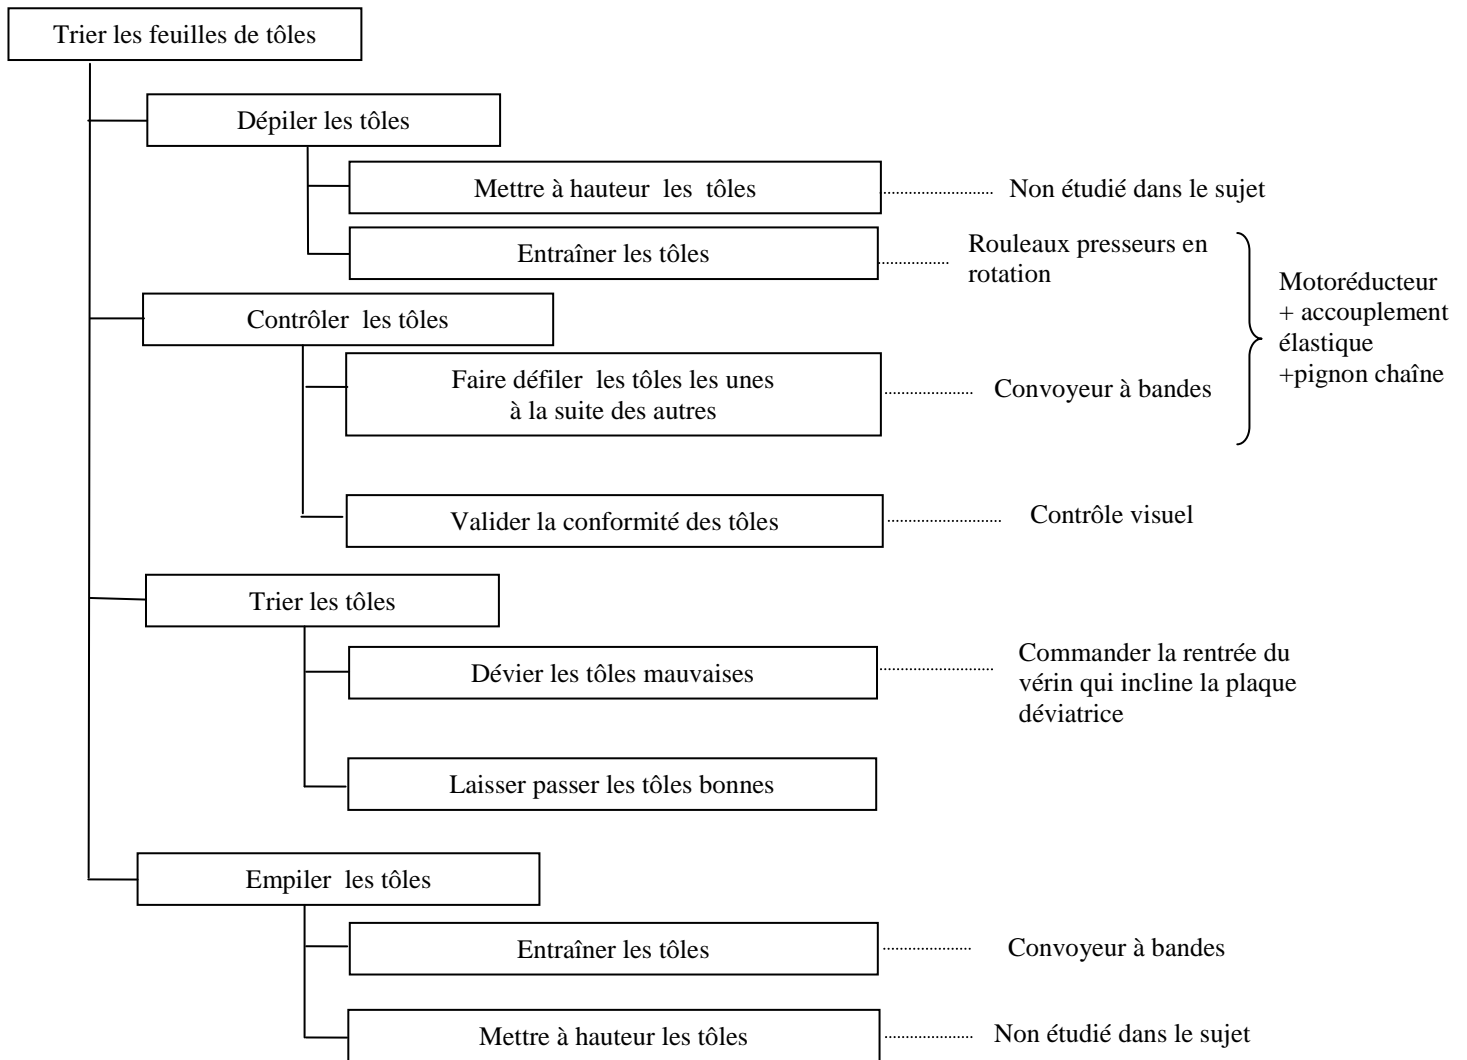 Trier les feuilles de tôles
Dépiler les tôles
Mettre à hauteur les tôles
Non étudié dans le sujet
Entraîner les tôles
Rouleaux presseurs en
rotation
Motoréducteur
+ accouplement
élastique
+pignon chaîne
Contrôler les tôles
Faire défiler les tôles les unes
à la suite des autres
Convoyeur à bandes
Valider la conformité des tôles
Contrôle visuel
Trier les tôles
Dévier les tôles mauvaises
Commander la rentrée du
vérin qui incline la plaque
déviatrice
Laisser passer les tôles bonnes
Empiler les tôles
Entraîner les tôles
Convoyeur à bandes
Mettre à hauteur les tôles
Non étudié dans le sujet